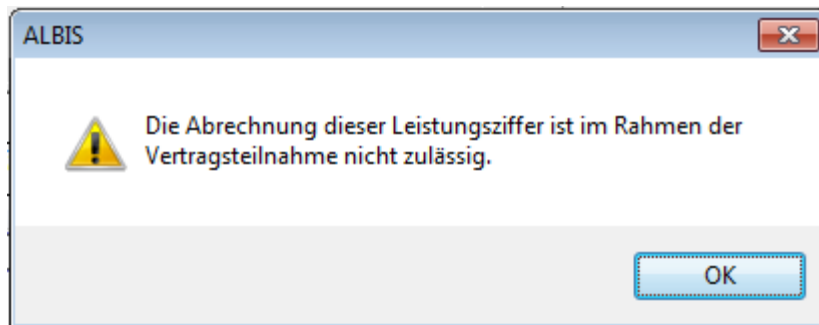 ALBIS
Die Abrechnung dieser Leistungsziffer ist im Rahmen der
Vertragsteilnahme nicht zulässig.
OK